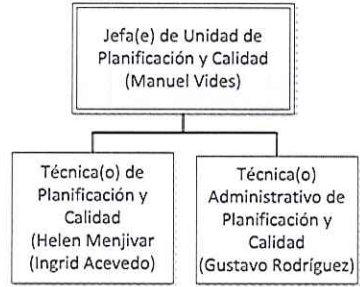 Jefa(e) de Unidad de
Planificación y Calidad
(Manuel Vides)
Técnica(o) de
Planificación y
Calidad
(Helen Menjivar
(Ingrid Acevedo)
Técnica(o)
Administrativo de
Planificación y
Calidad
(Gustavo Rodríguez)